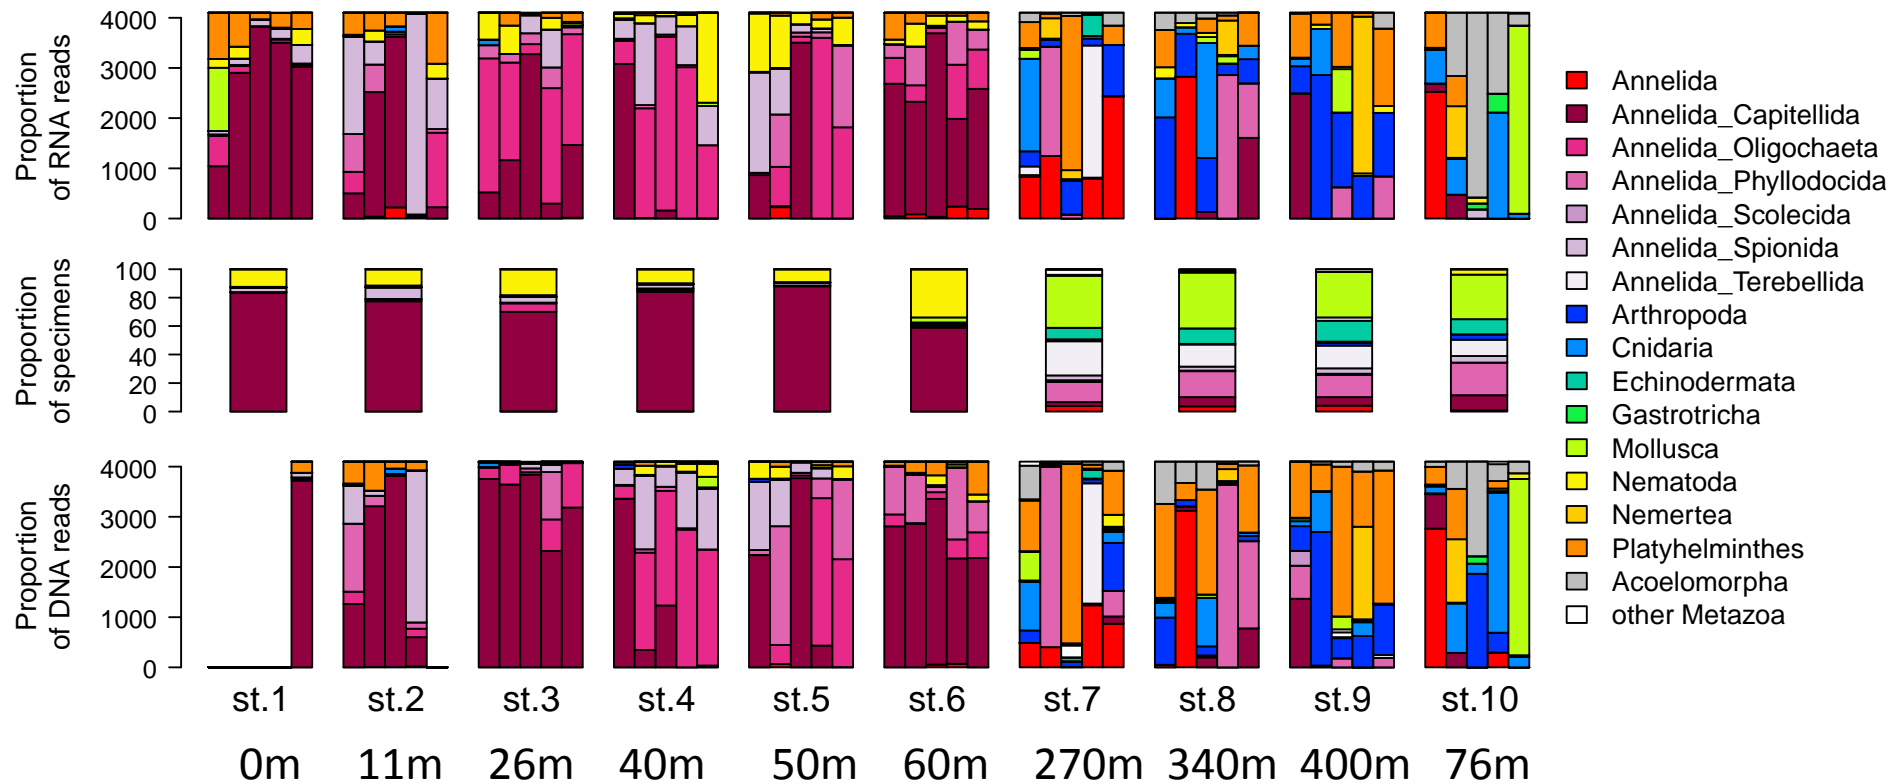 Proportion
of RNA reads
4000
3000
2000
1000
0
Proportion
of specimens
100
80
60
40
20
0
Proportion
of DNA reads
4000
3000
2000
1000
0
st.1 st.2 st.3 st.4 st.5 st.6 st.7 st.8 st.9 st.10
0m 11m 26m 40m 50m 60m 270m 340m 400m 76m
Annelida
Annelida_Capitellida
Annelida_Oligochaeta
Annelida_Phyllodocida
Annelida_Scolecida
Annelida_Spionida
Annelida_Terebellida
Arthropoda
Cnidaria
Echinodermata
Gastrotricha
Mollusca
Nematoda
Nemertea
Platyhelminthes
Acoelomorpha
other Metazoa